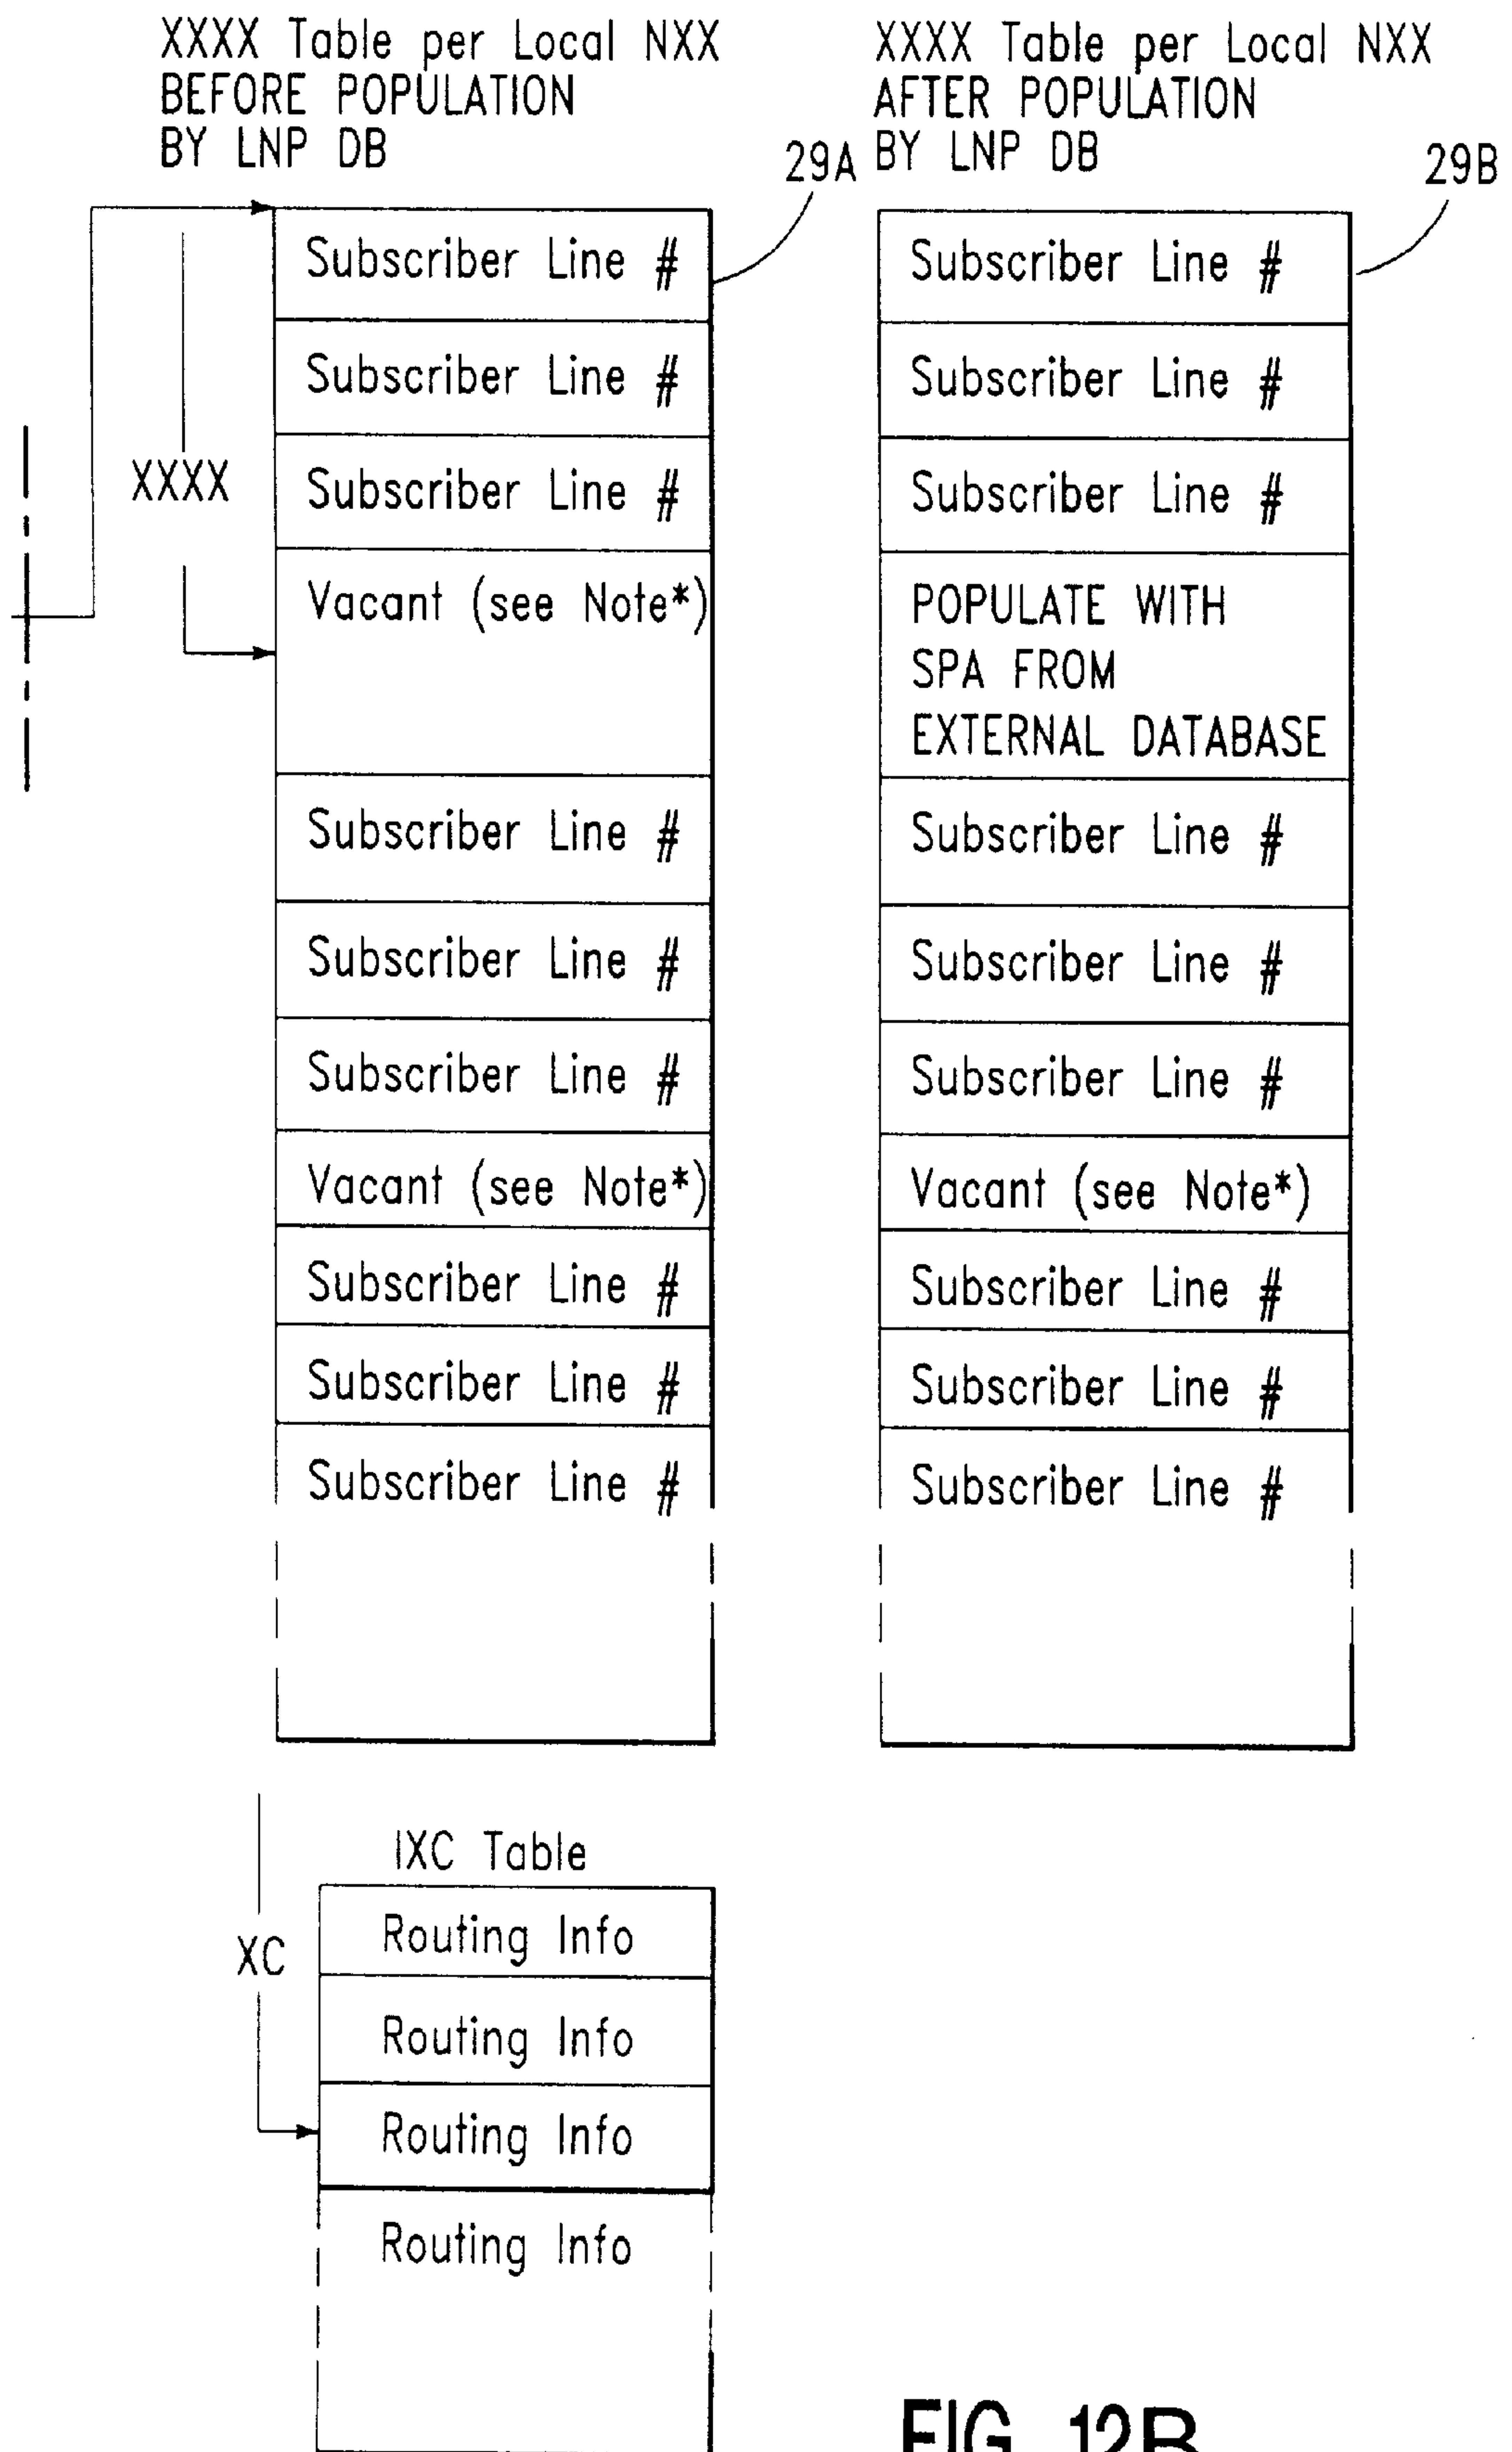 XXXX Table per Local NXX
BEFORE POPULATION
BY LNP DB
XXXX Table per Local NXX
AFTER POPULATION
BY LNP DB
29A
29B
XXXX
Subscriber Line #
Subscriber Line #
Subscriber Line #
Vacant (see Note*)
Subscriber Line #
Subscriber Line #
Subscriber Line #
Vacant (see Note*)
Subscriber Line #
Subscriber Line #
Subscriber Line #
Subscriber Line #
Subscriber Line #
Subscriber Line #
POPULATE WITH
SPA FROM
EXTERNAL DATABASE
Subscriber Line #
Subscriber Line #
Subscriber Line #
Vacant (see Note*)
Subscriber Line #
Subscriber Line #
Subscriber Line #
IXC Table
XC
Routing Info
Routing Info
Routing Info
Routing Info
FIG. 12B